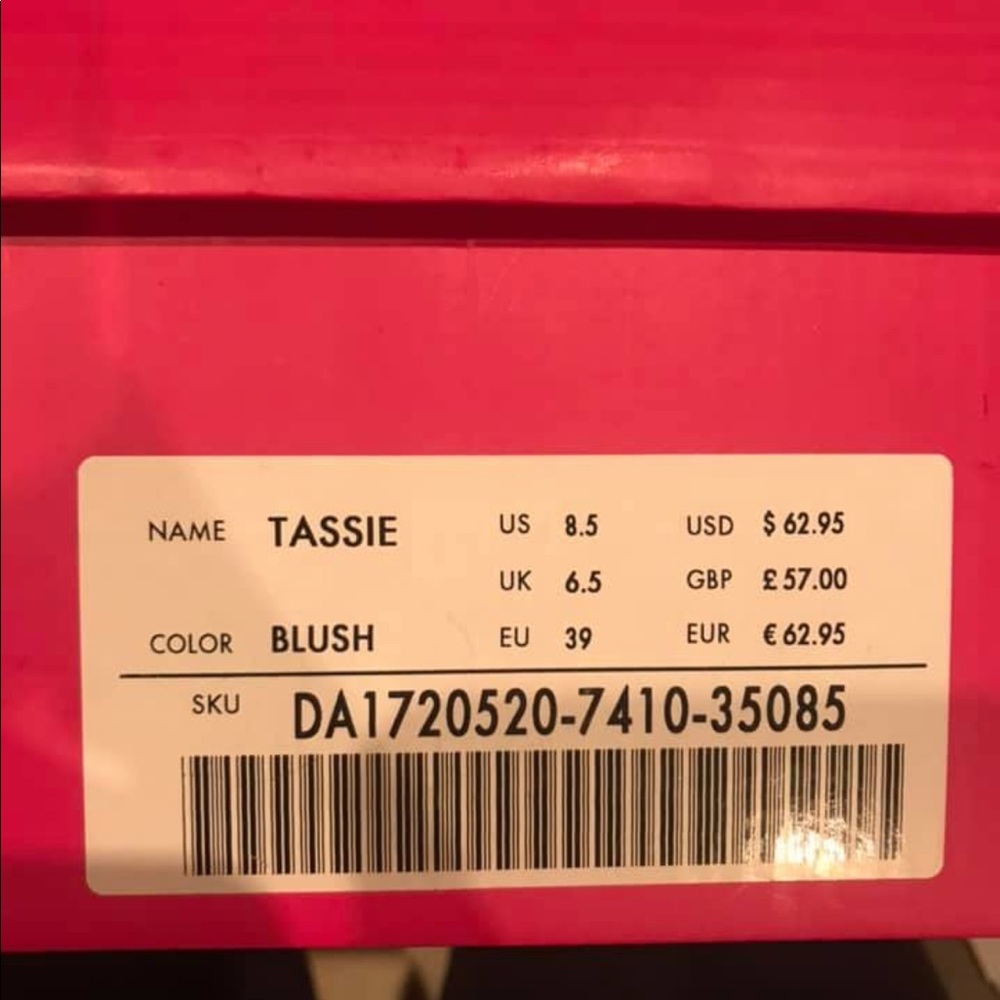 NAME TASSIE US 8.5 USD $ 62.95
UK 6.5 GBP £ 57.00
COLOR BLUSH EU 39 EUR € 62.95
SKU DA1720520-7410-35085